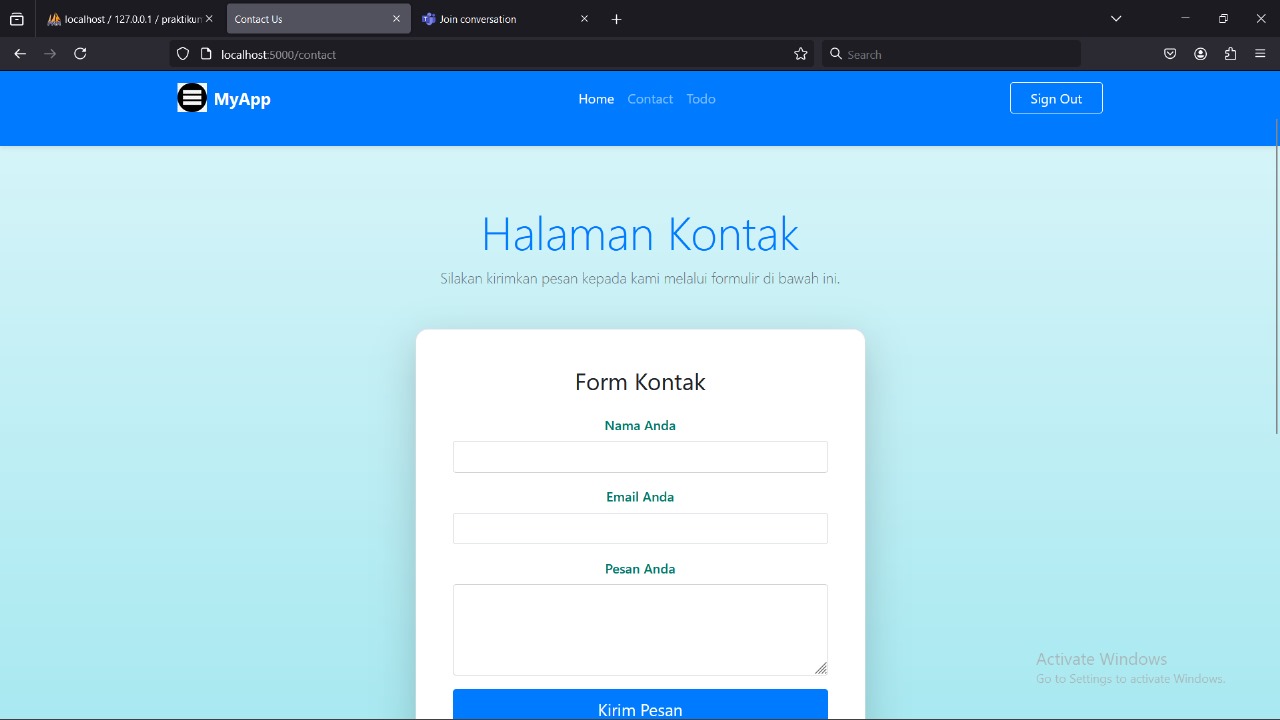 localhost / 127.0.0.1 / praktikun
Contact Us
Join conversation
localhost:5000/contact
Search
MyApp
Home
Contact
Todo
Sign Out
Halaman Kontak
Silakan kirimkan pesan kepada kami melalui formulir di bawah ini.
Form Kontak
Nama Anda
Email Anda
Pesan Anda
Kirim Pesan
Activate Windows
Go to Settings to activate Windows.